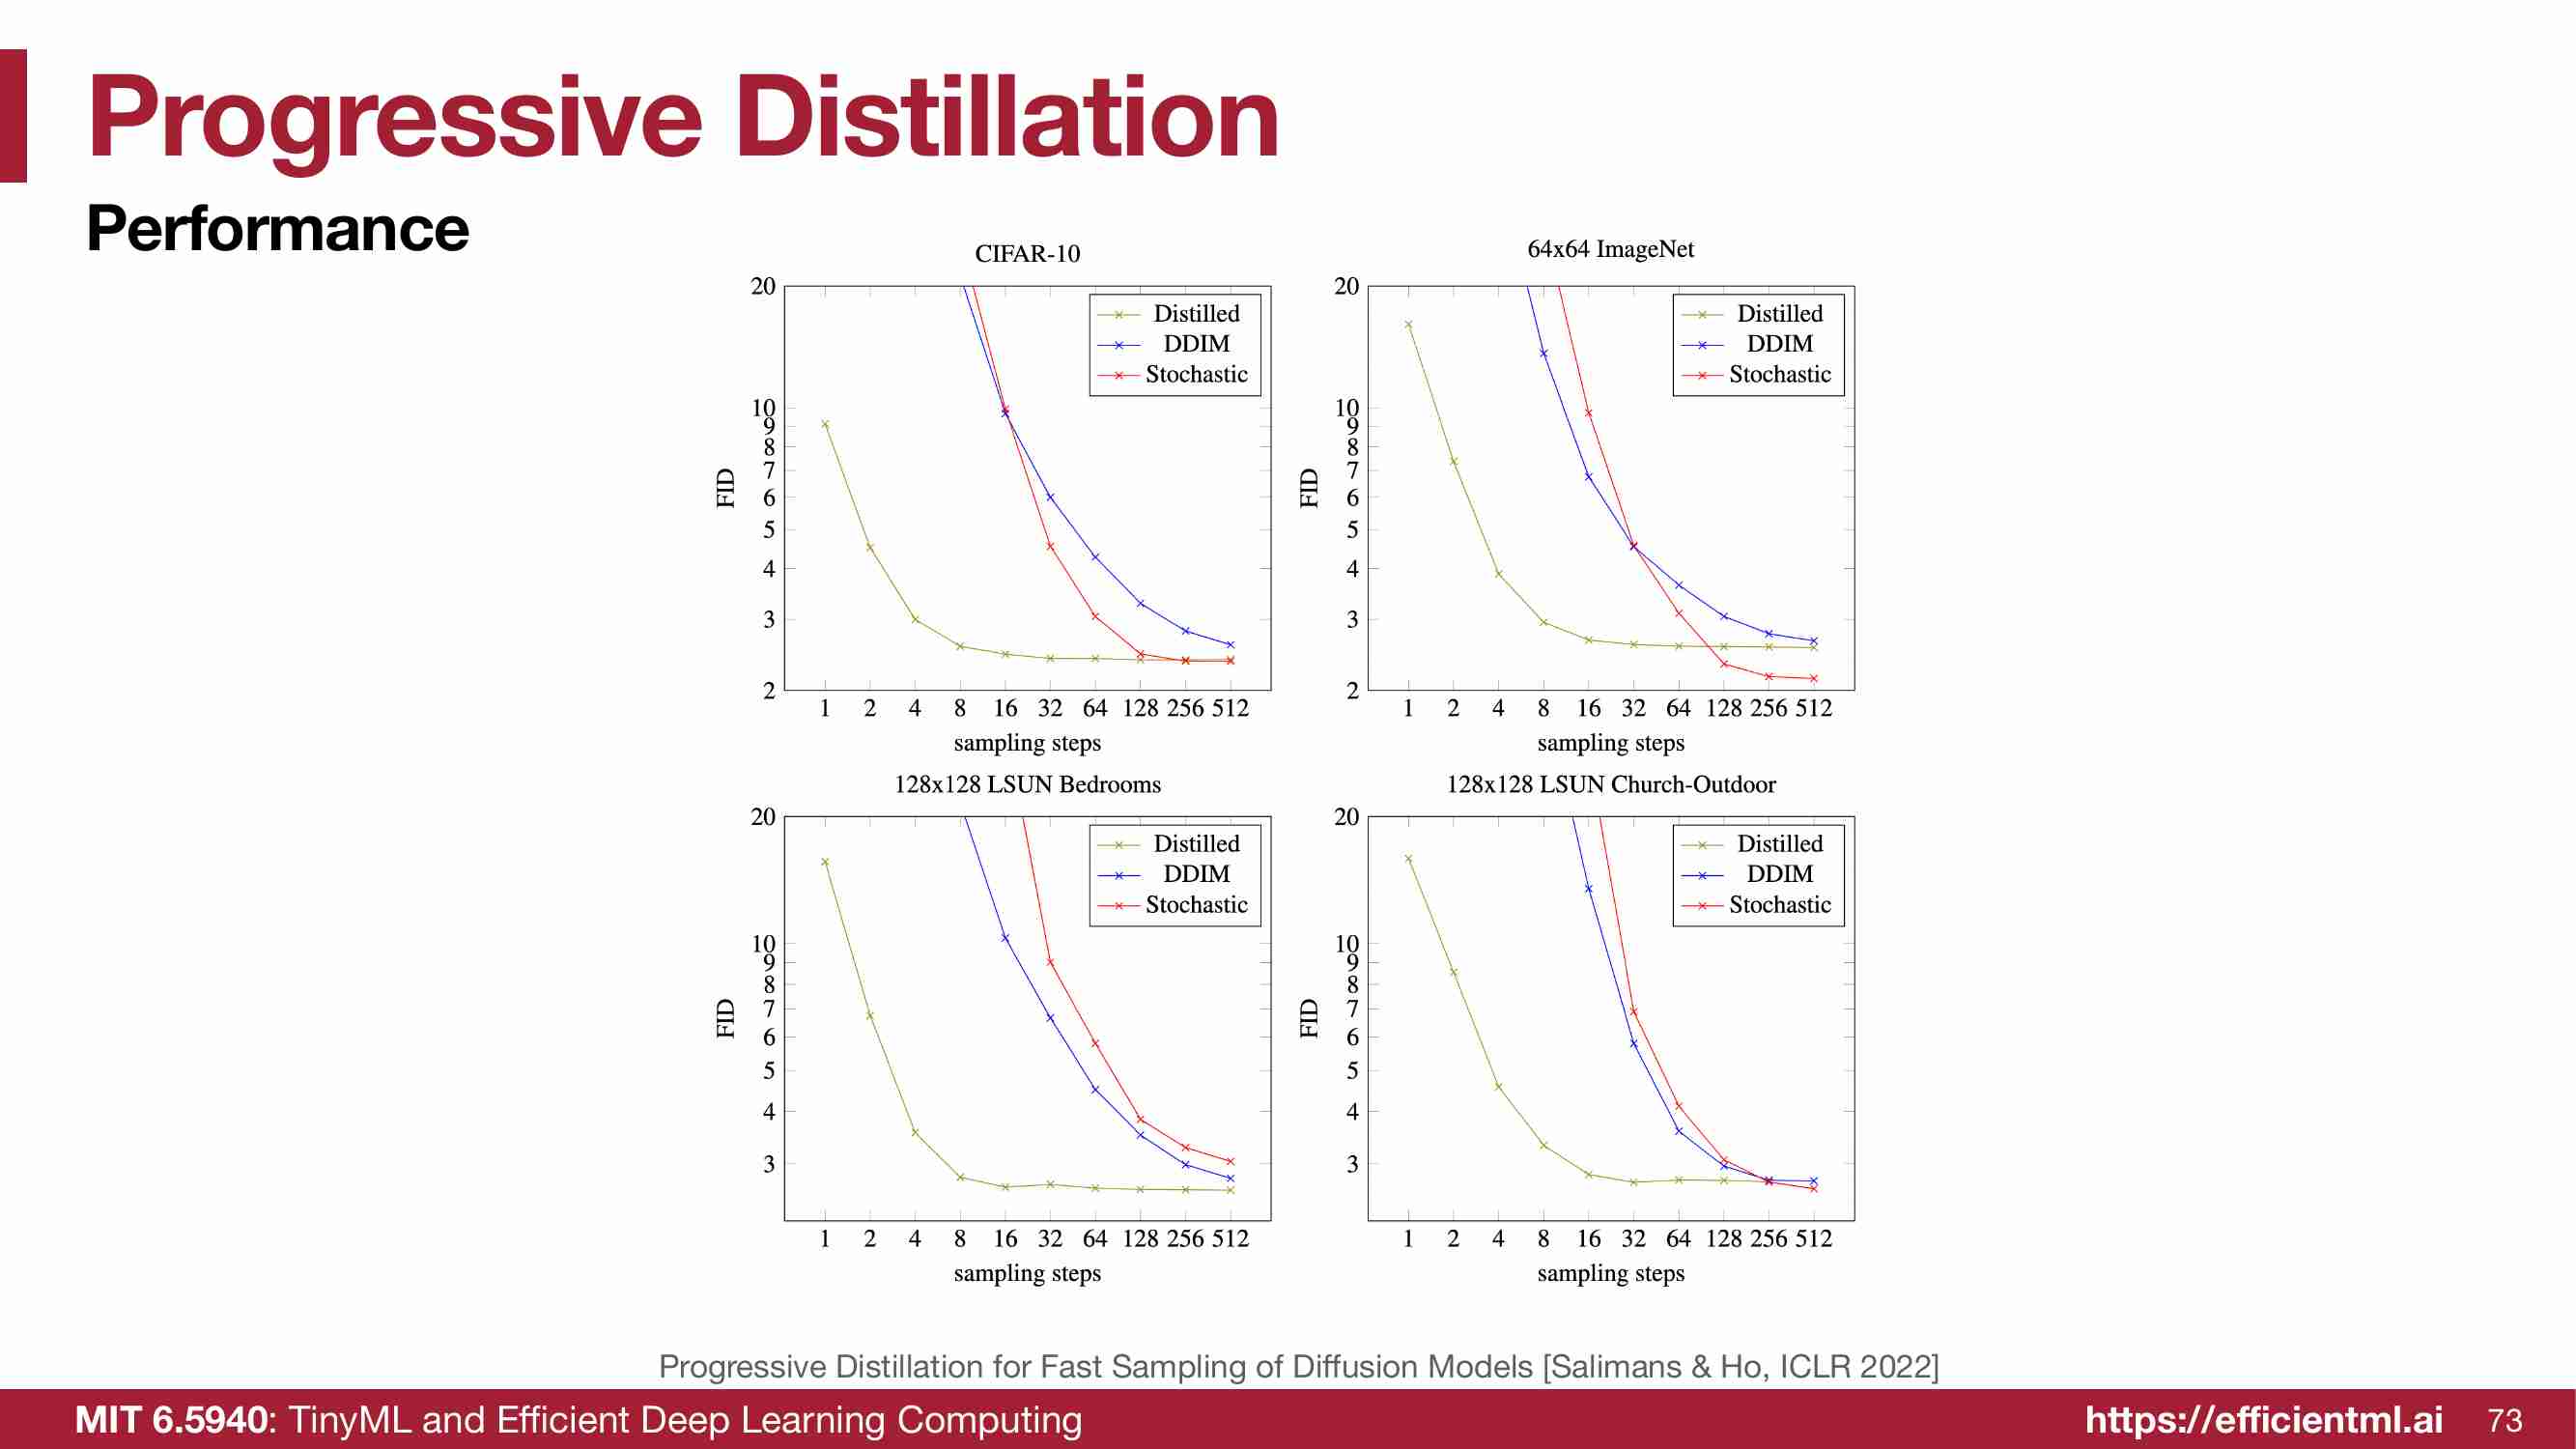 Progressive Distillation
Performance
CIFAR-10
20
10
9
8
7
6
5
4
3
2
FID
Distilled
DDIM
Stochastic
1 2 4 8 16 32 64 128 256 512
sampling steps
64x64 ImageNet
20
10
9
8
7
6
5
4
3
2
FID
Distilled
DDIM
Stochastic
1 2 4 8 16 32 64 128 256 512
sampling steps
128x128 LSUN Bedrooms
20
10
9
8
7
6
5
4
3
FID
Distilled
DDIM
Stochastic
1 2 4 8 16 32 64 128 256 512
sampling steps
128x128 LSUN Church-Outdoor
20
10
9
8
7
6
5
4
3
FID
Distilled
DDIM
Stochastic
1 2 4 8 16 32 64 128 256 512
sampling steps
Progressive Distillation for Fast Sampling of Diffusion Models [Salimans & Ho, ICLR 2022]
MIT 6.5940: TinyML and Efficient Deep Learning Computing
https://efficientml.ai 73